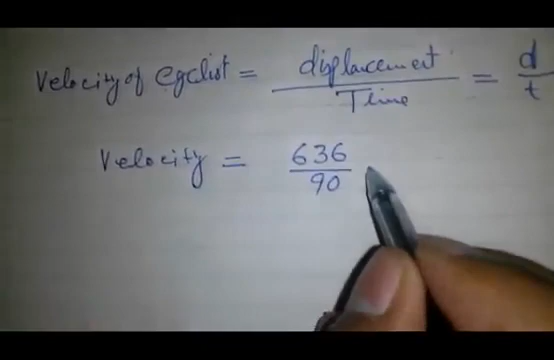 Velocity of cyclist = displacement / Time = d / t
Velocity = 636 / 90